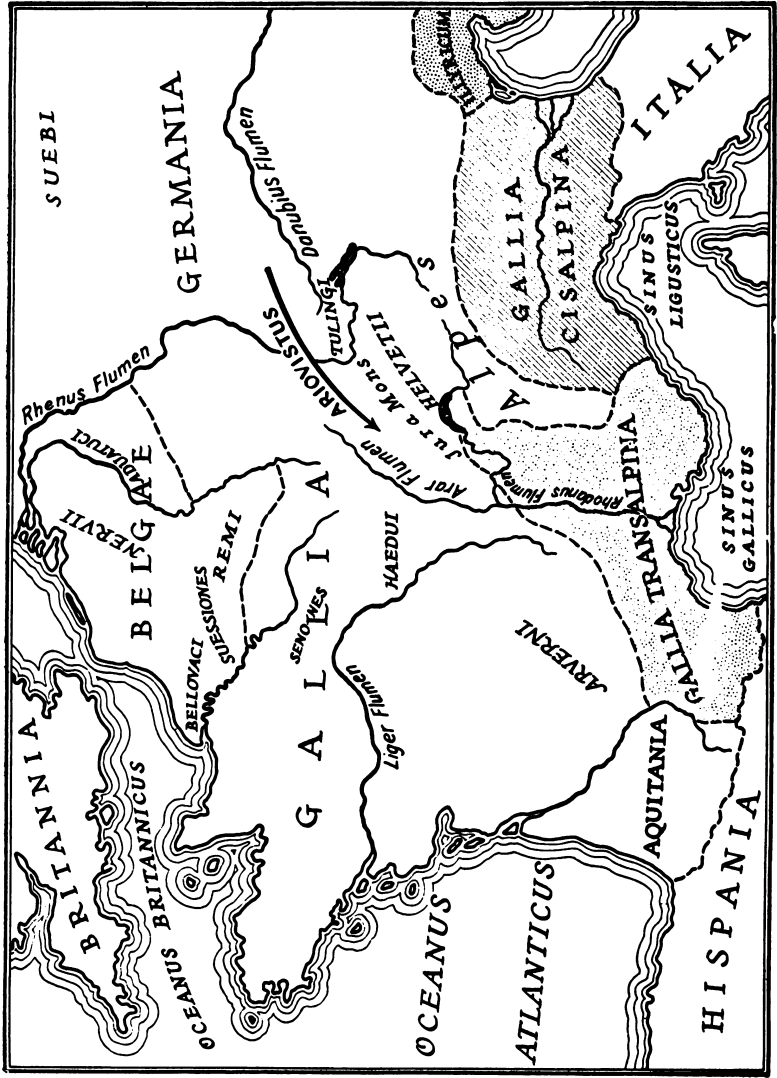 BRITANNIA
OCEANUS BRITANNICUS
OCEANUS
ATLANTICUS
HISPANIA
AQUITANIA
GALLIA
BELGAE
NERVII
ADUATUCI
BELLOVACI
SUESSIONES
REMI
SENONES
HAEDUI
ARVERNI
Liger Flumen
Rhenus Flumen
Arar Flumen
Rhodanus Flumen
Jura Mons
HELVETII
TULINGI
ARIOVISTUS
GERMANIA
SUEBI
Danubius Flumen
Alpes
GALLIA TRANSALPINA
GALLIA
CISALPINA
ILLYRICUM
ITALIA
SINUS
LIGUSTICUS
SINUS
GALLICUS